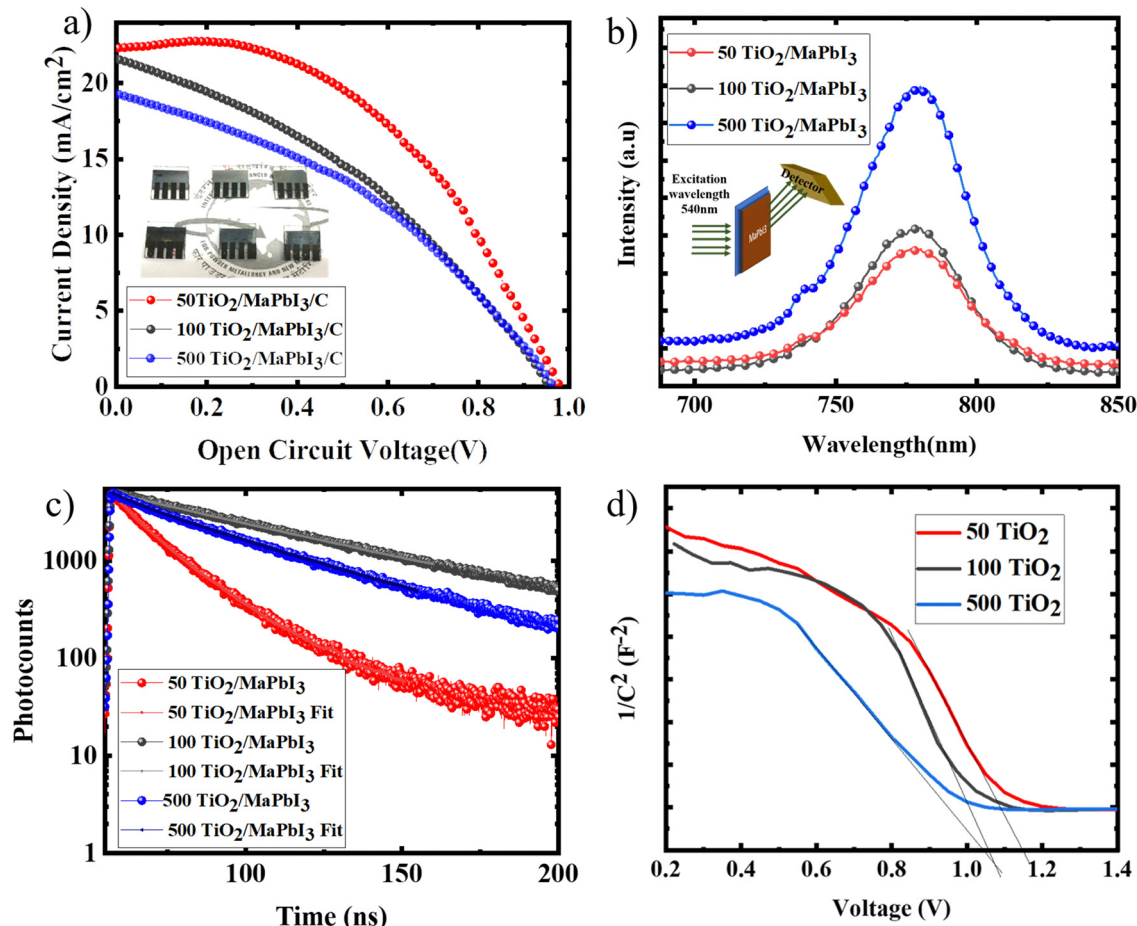 a)
Current Density (mA/cm2)
20
15
10
5
0
0.0 0.2 0.4 0.6 0.8 1.0
Open Circuit Voltage(V)
FOR POWDER METALLURGY AND NEW
50TiO2/MaPbI3/C
100 TiO2/MaPbI3/C
500 TiO2/MaPbI3/C
b)
Intensity (a.u)
50 TiO2/MaPbI3
100 TiO2/MaPbI3
500 TiO2/MaPbI3
Excitation
wavelength
540nm
MaPbI3
Detector
700 750 800 850
Wavelength(nm)
c)
Photocounts
1000
100
10
1
50 TiO2/MaPbI3
50 TiO2/MaPbI3 Fit
100 TiO2/MaPbI3
100 TiO2/MaPbI3 Fit
500 TiO2/MaPbI3
500 TiO2/MaPbI3 Fit
100 150 200
Time (ns)
d)
1/C2 (F-2)
50 TiO2
100 TiO2
500 TiO2
0.2 0.4 0.6 0.8 1.0 1.2 1.4
Voltage (V)